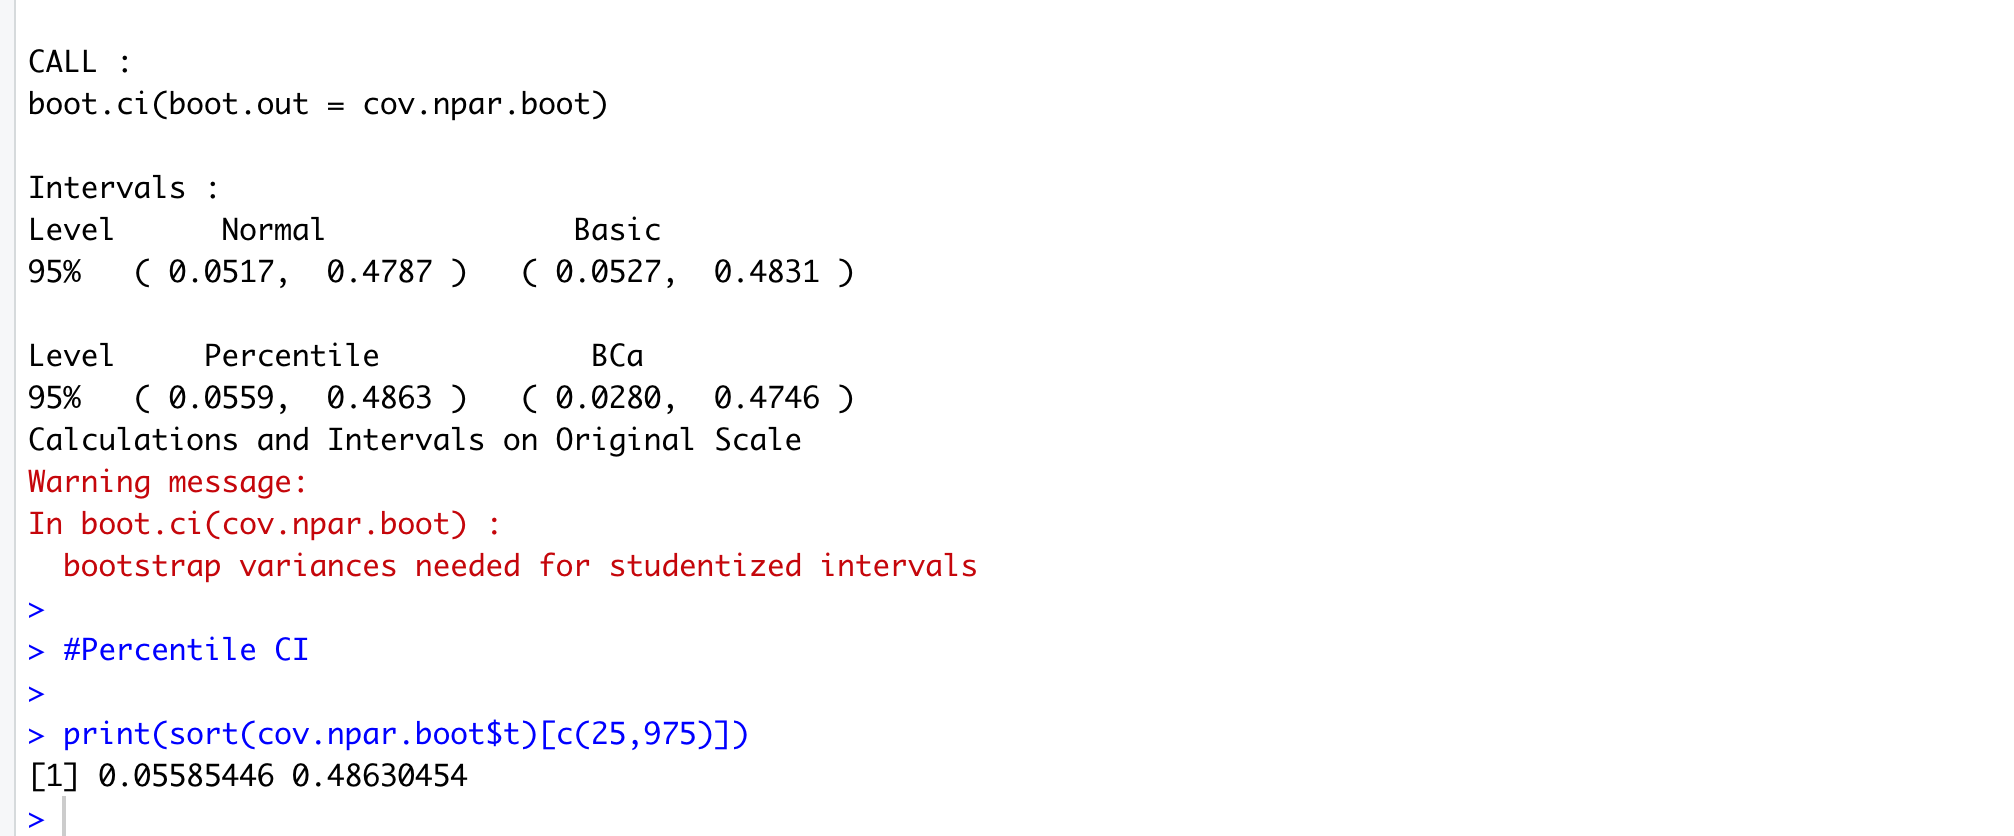 CALL :
boot.ci(boot.out = cov.npar.boot)
Intervals :
Level      Normal              Basic
95%   ( 0.0517,  0.4787 )   ( 0.0527,  0.4831 )
Level     Percentile            BCa
95%   ( 0.0559,  0.4863 )   ( 0.0280,  0.4746 )
Calculations and Intervals on Original Scale
Warning message:
In boot.ci(cov.npar.boot) :
  bootstrap variances needed for studentized intervals
>
> #Percentile CI
>
> print(sort(cov.npar.boot$t)[c(25,975)])
[1] 0.05585446 0.48630454
>